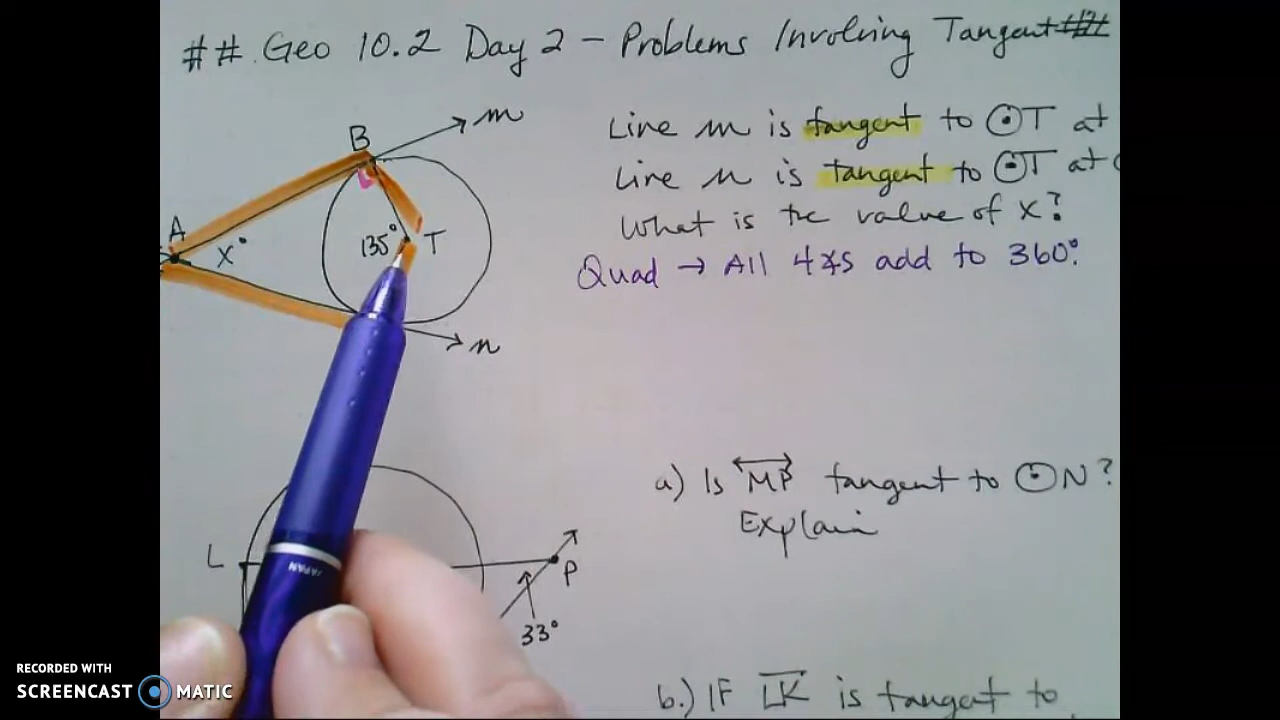 ## Geo 10.2 Day 2 - Problems Involving Tangent
B
m
Line m is tangent to ⊙T at
A
x°
135°
T
Line n is tangent to ⊙T at
What is the value of x?
Quad → All 4∡s add to 360°.
n
a) Is MP tangent to ⊙N?
Explain
L
P
33°
b.) IF LK is tangent to
JAPAN
RECORDED WITH
SCREENCAST MATIC